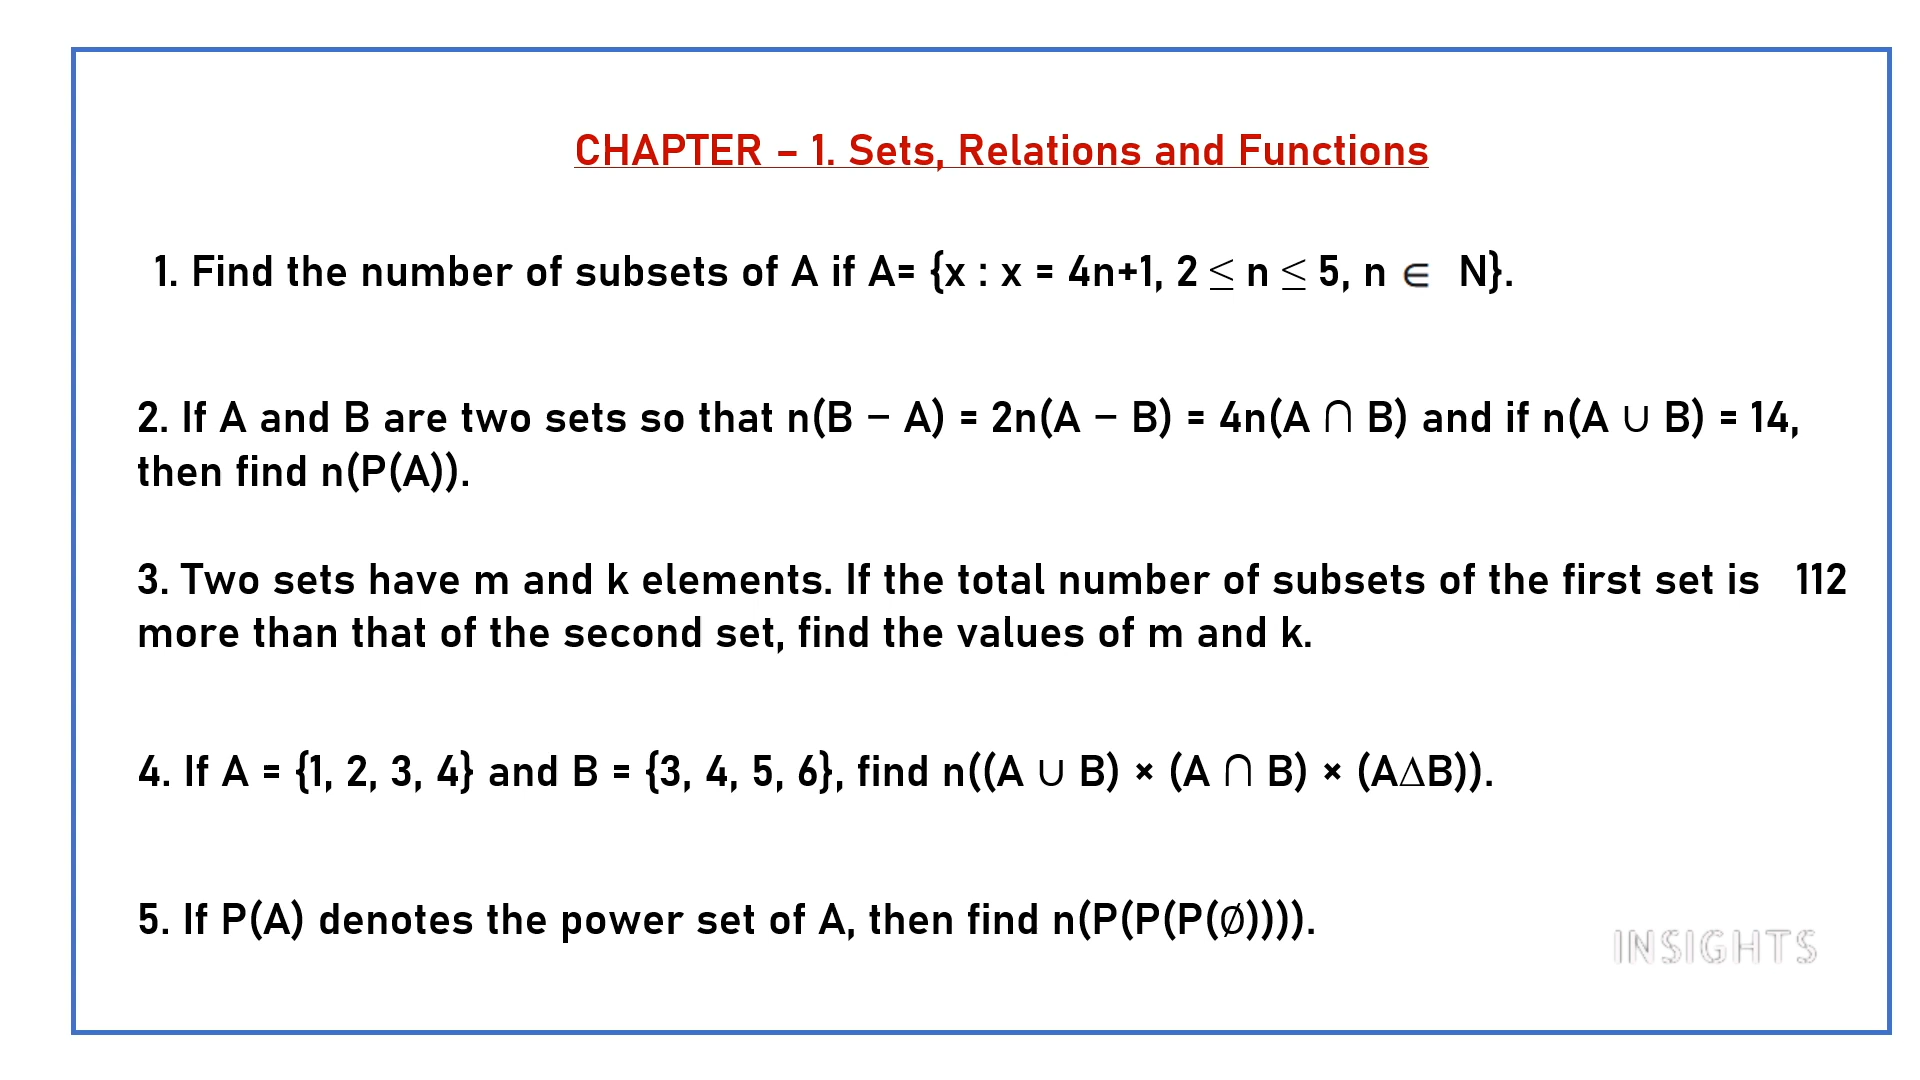 CHAPTER – 1. Sets, Relations and Functions
1. Find the number of subsets of A if A= {x : x = 4n+1, 2 ≤ n ≤ 5, n ∈ N}.
2. If A and B are two sets so that n(B − A) = 2n(A − B) = 4n(A ∩ B) and if n(A ∪ B) = 14,
then find n(P(A)).
3. Two sets have m and k elements. If the total number of subsets of the first set is 112
more than that of the second set, find the values of m and k.
4. If A = {1, 2, 3, 4} and B = {3, 4, 5, 6}, find n((A ∪ B) × (A ∩ B) × (A∆B)).
5. If P(A) denotes the power set of A, then find n(P(P(P(∅)))).
INSIGHTS